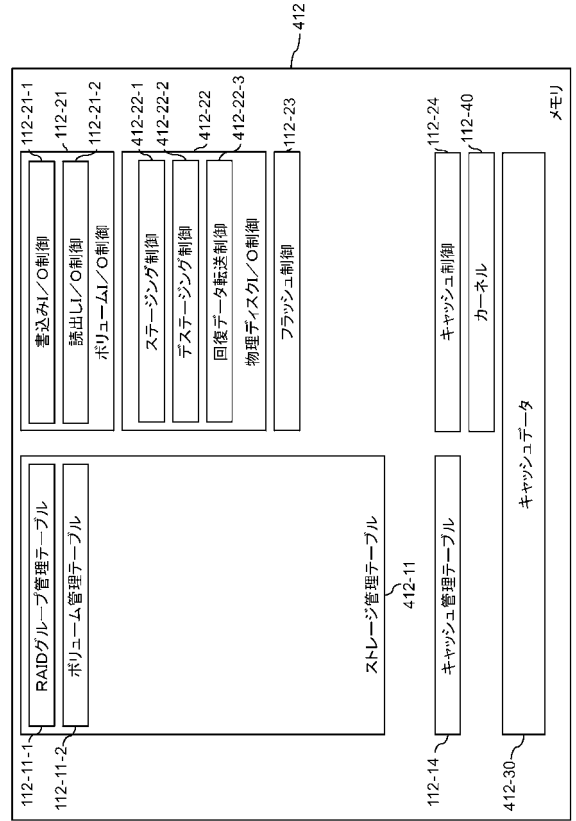 412
112-11-1
RAIDグループ管理テーブル
112-11-2
ボリューム管理テーブル
ストレージ管理テーブル
412-11
112-14
キャッシュ管理テーブル
412-30
キャッシュデータ
書込みI/O制御
112-21-1
読出しI/O制御
112-21
112-21-2
ボリュームI/O制御
ステージング制御
412-22-1
デステージング制御
412-22-2
412-22
回復データ転送制御
412-22-3
物理ディスクI/O制御
フラッシュ制御
112-23
キャッシュ制御
112-24
カーネル
112-40
メモリ